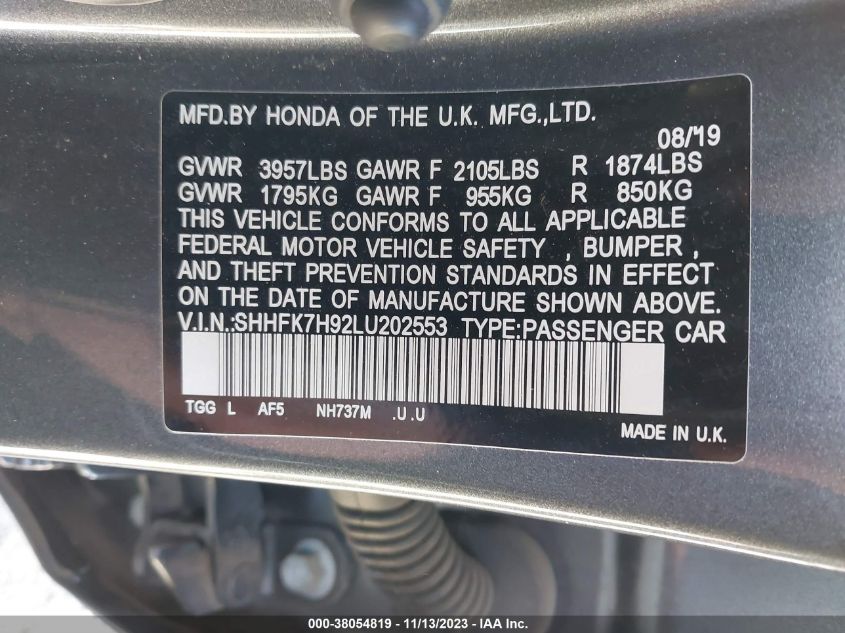 MFD.BY HONDA OF THE U.K. MFG.,LTD.
08/'19
GVWR 3957LBS GAWR F 2105LBS R 1874LBS
GVWR 1795KG GAWR F 955KG R 850KG
THIS VEHICLE CONFORMS TO ALL APPLICABLE
FEDERAL MOTOR VEHICLE SAFETY , BUMPER ,
AND THEFT PREVENTION STANDARDS IN EFFECT
ON THE DATE OF MANUFACTURE SHOWN ABOVE.
V.I.N.:SHHFK7H92LU202553 TYPE:PASSENGER CAR
TGG L AF5 NH737M .U .U
MADE IN U.K.
000-38054819 - 11/13/2023 - IAA Inc.